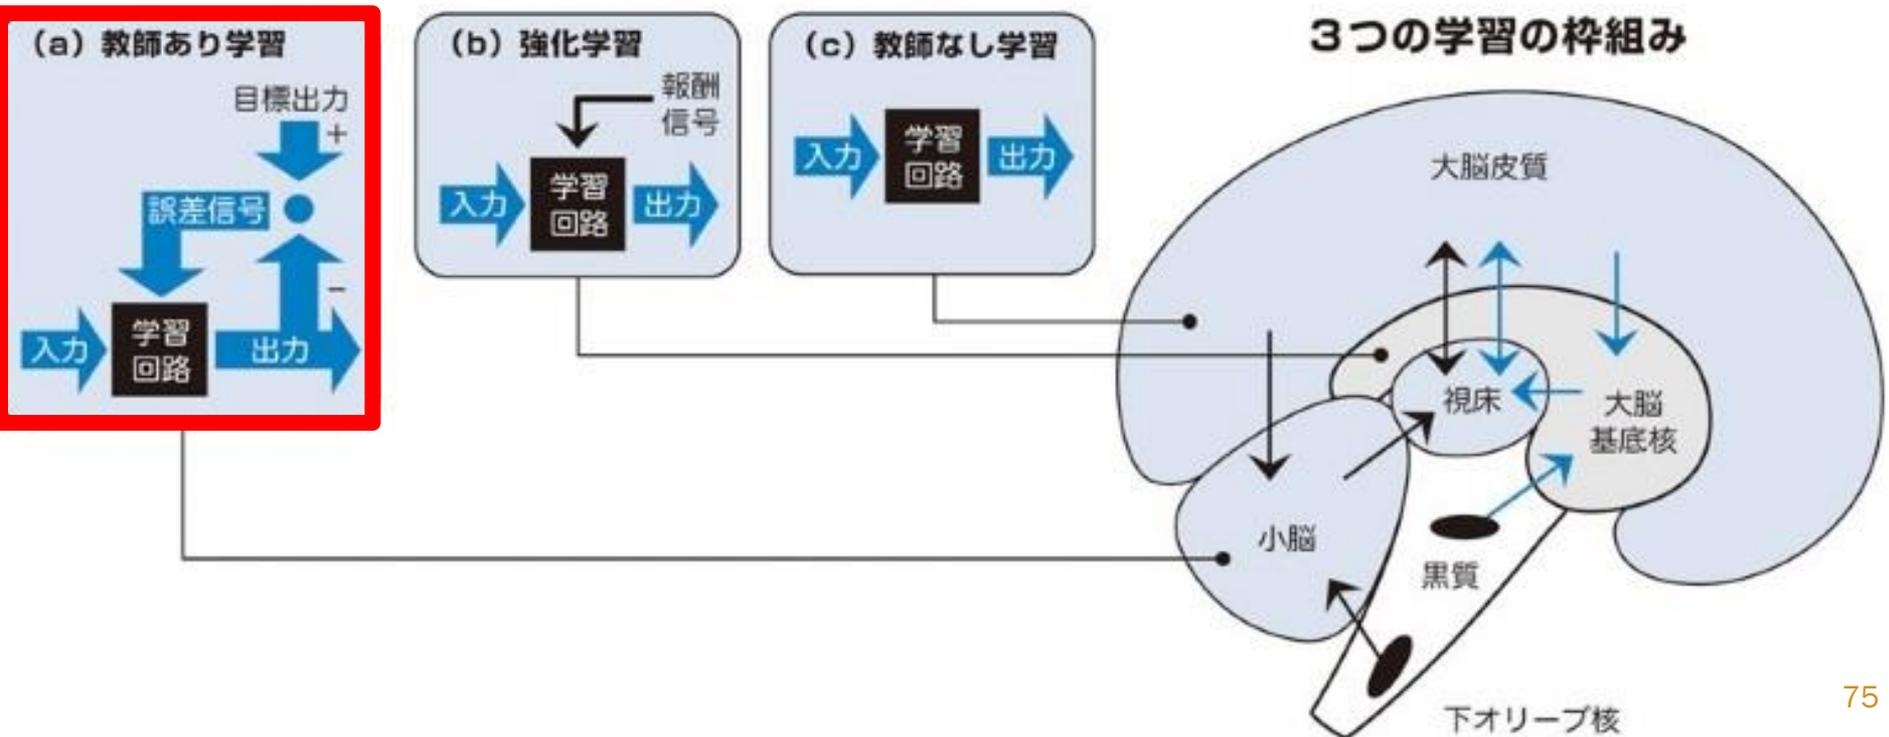 (a) 教師あり学習
目標出力
+
誤差信号
−
入力
学習
回路
出力
(b) 強化学習
報酬
信号
入力
学習
回路
出力
(c) 教師なし学習
入力
学習
回路
出力
3つの学習の枠組み
大脳皮質
視床
大脳
基底核
小脳
黒質
下オリーブ核
75